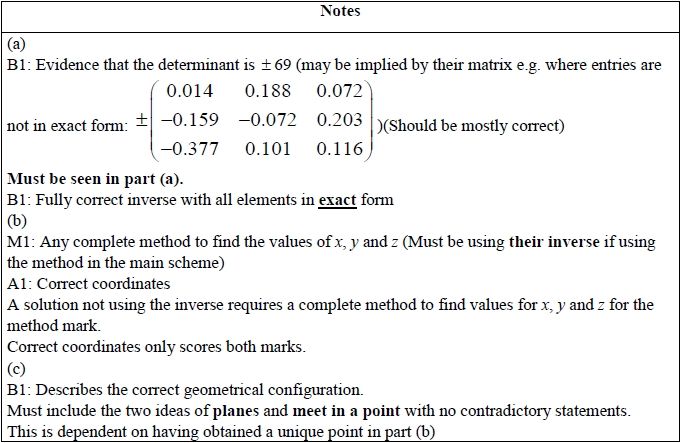 Notes
(a)
B1: Evidence that the determinant is ± 69 (may be implied by their matrix e.g. where entries are
0.014 0.188 0.072
not in exact form: ± −0.159 −0.072 0.203 )(Should be mostly correct)
−0.377 0.101 0.116
Must be seen in part (a).
B1: Fully correct inverse with all elements in exact form
(b)
M1: Any complete method to find the values of x, y and z (Must be using their inverse if using
the method in the main scheme)
A1: Correct coordinates
A solution not using the inverse requires a complete method to find values for x, y and z for the
method mark.
Correct coordinates only scores both marks.
(c)
B1: Describes the correct geometrical configuration.
Must include the two ideas of planes and meet in a point with no contradictory statements.
This is dependent on having obtained a unique point in part (b)